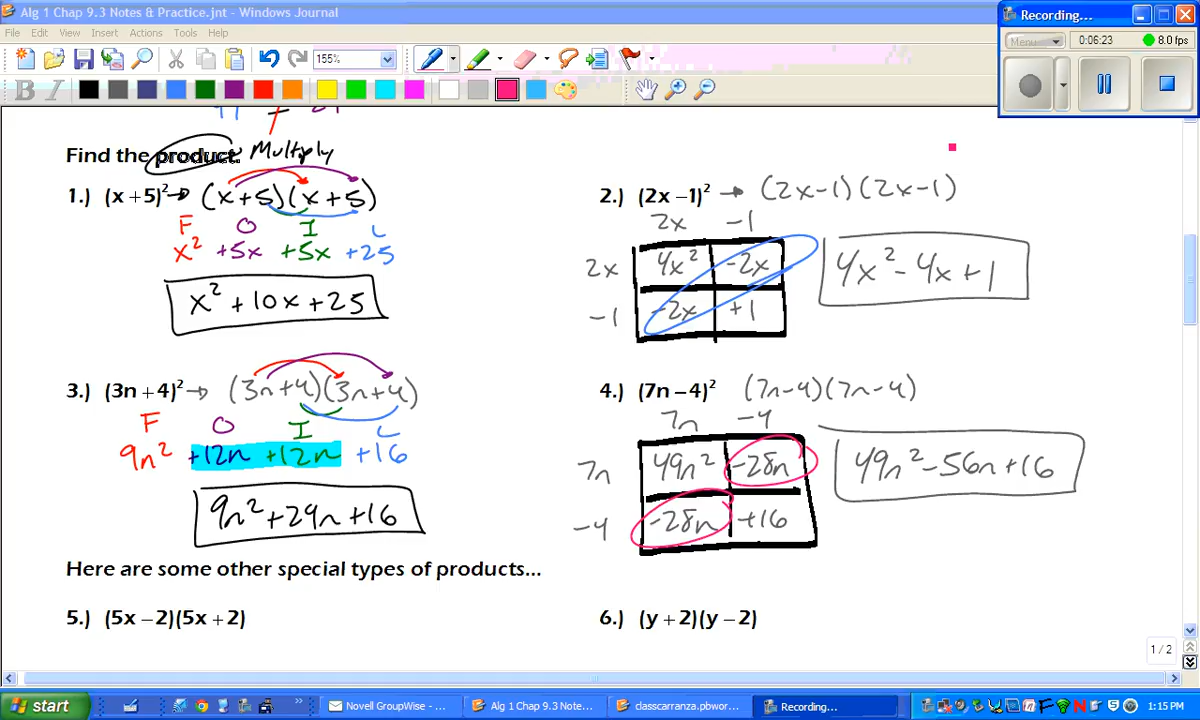 Alg 1 Chap 9.3 Notes & Practice.jnt - Windows Journal
Recording...
File Edit View Insert Actions Tools Help
Menu 0:06:23 8.0 fps
155%
B I
Find the product. Multiply
1.) (x + 5)² → (x+5)(x+5)
F O I L
x² +5x +5x +25
x² + 10x + 25
2.) (2x − 1)² → (2x-1)(2x-1)
2x -1
2x 4x² -2x
-1 -2x +1
4x² - 4x + 1
3.) (3n + 4)² → (3n+4)(3n+4)
F O I L
9n² +12n +12n +16
9n² + 24n + 16
4.) (7n − 4)² (7n-4)(7n-4)
7n -4
7n 49n² -28n
-4 -28n +16
49n² - 56n + 16
Here are some other special types of products...
5.) (5x − 2)(5x + 2)
6.) (y + 2)(y − 2)
1 / 2
start
Novell GroupWise - ...
Alg 1 Chap 9.3 Note...
classcarranza.pbwor...
Recording...
1:15 PM